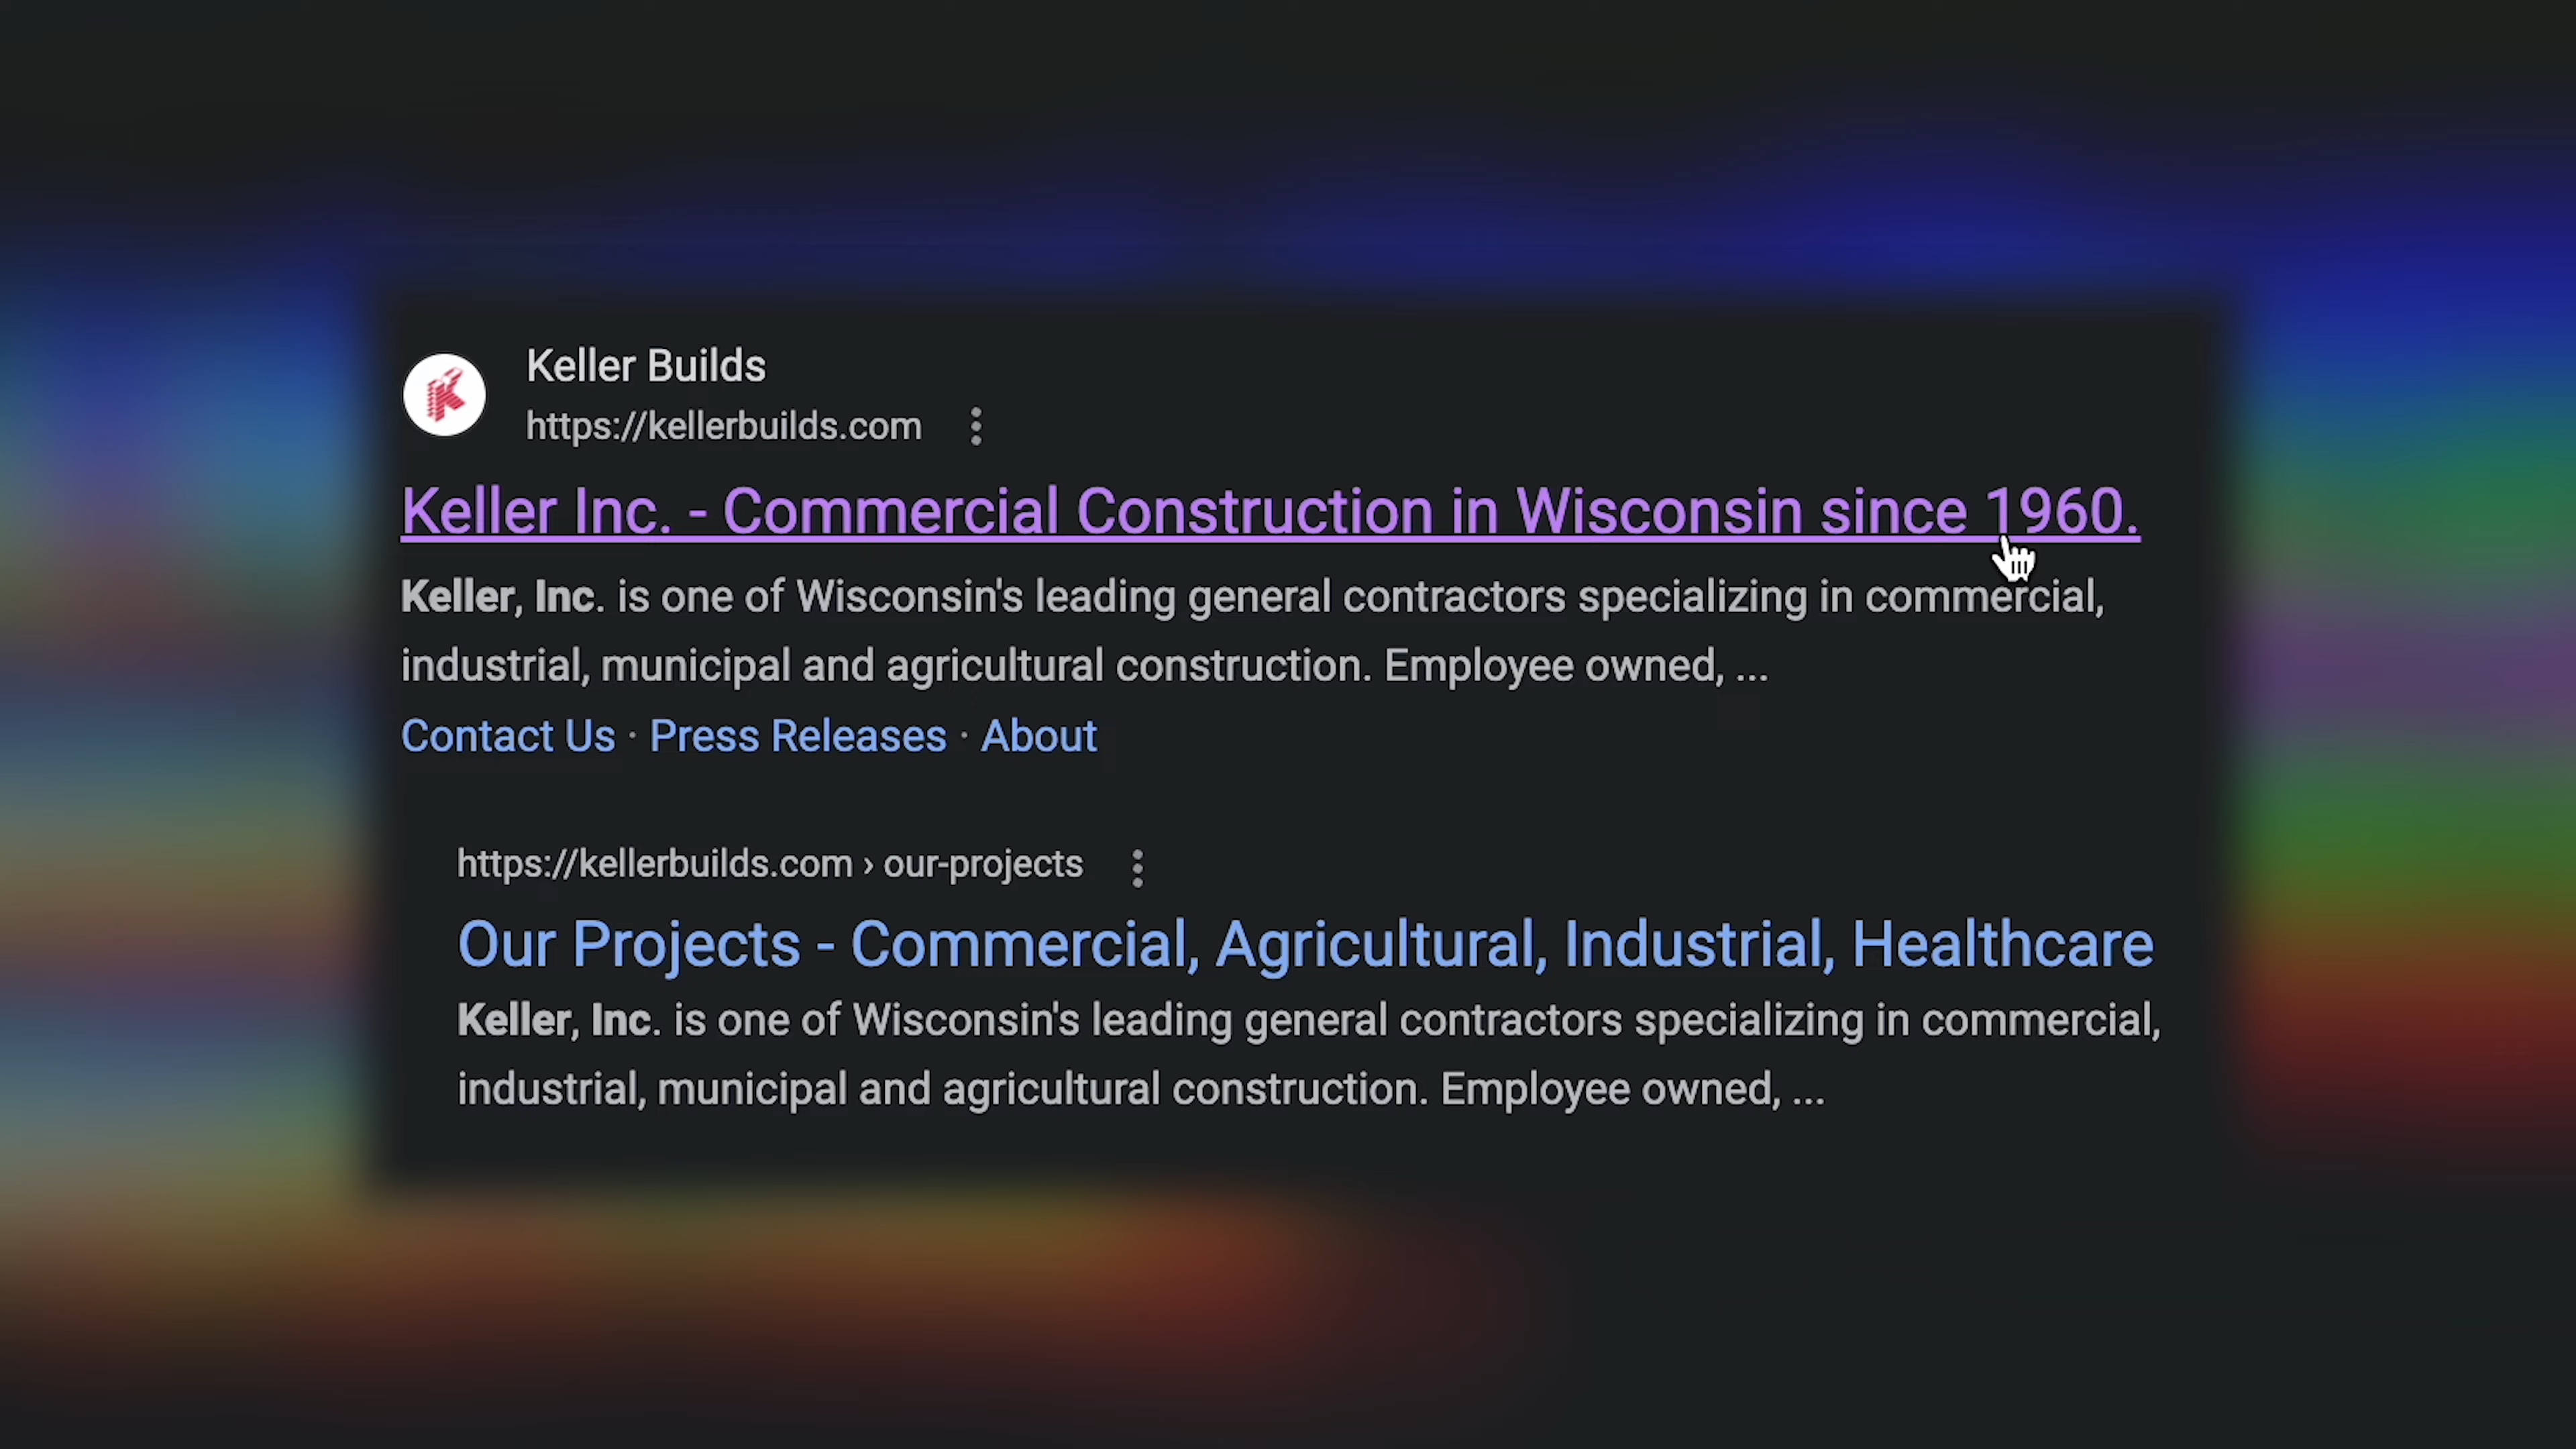 Keller Builds
https://kellerbuilds.com
Keller Inc. - Commercial Construction in Wisconsin since 1960.
Keller, Inc. is one of Wisconsin's leading general contractors specializing in commercial,
industrial, municipal and agricultural construction. Employee owned, ...
Contact Us · Press Releases · About
https://kellerbuilds.com › our-projects
Our Projects - Commercial, Agricultural, Industrial, Healthcare
Keller, Inc. is one of Wisconsin's leading general contractors specializing in commercial,
industrial, municipal and agricultural construction. Employee owned, ...